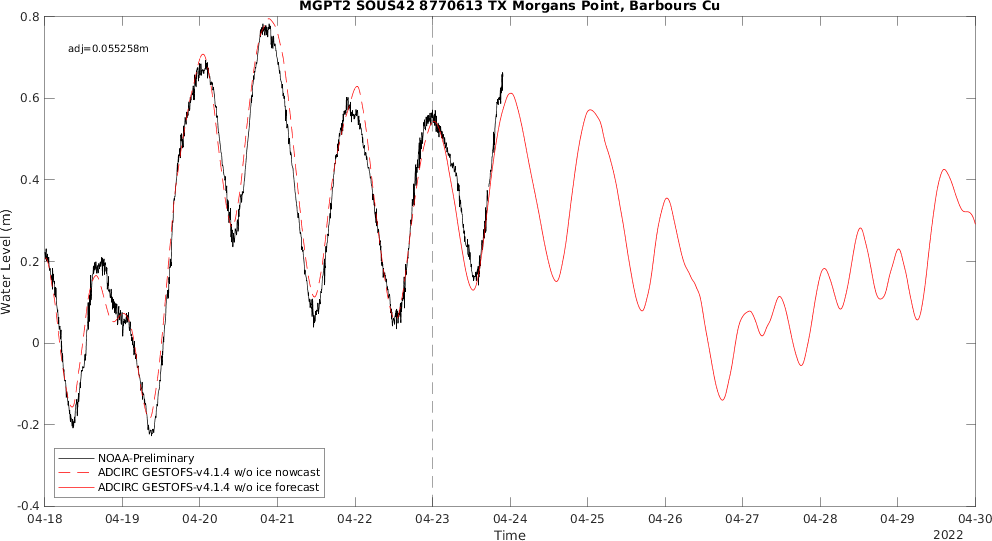 MGPT2 SOUS42 8770613 TX Morgans Point, Barbours Cu
adj=0.055258m
0.8
0.6
0.4
0.2
0
-0.2
-0.4
Water Level (m)
NOAA-Preliminary
ADCIRC GESTOFS-v4.1.4 w/o ice nowcast
ADCIRC GESTOFS-v4.1.4 w/o ice forecast
04-18 04-19 04-20 04-21 04-22 04-23 04-24 04-25 04-26 04-27 04-28 04-29 04-30
Time
2022